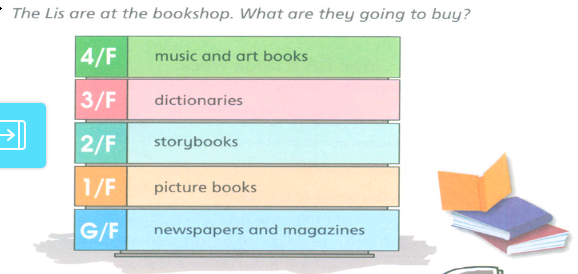 The Lis are at the bookshop. What are they going to buy?
4/F music and art books
3/F dictionaries
2/F storybooks
1/F picture books
G/F newspapers and magazines